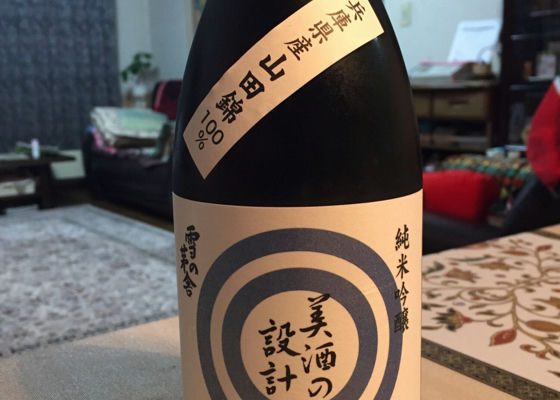 兵庫県産
山田錦
100%
純米吟醸
美酒の
設計
雪の茅舎